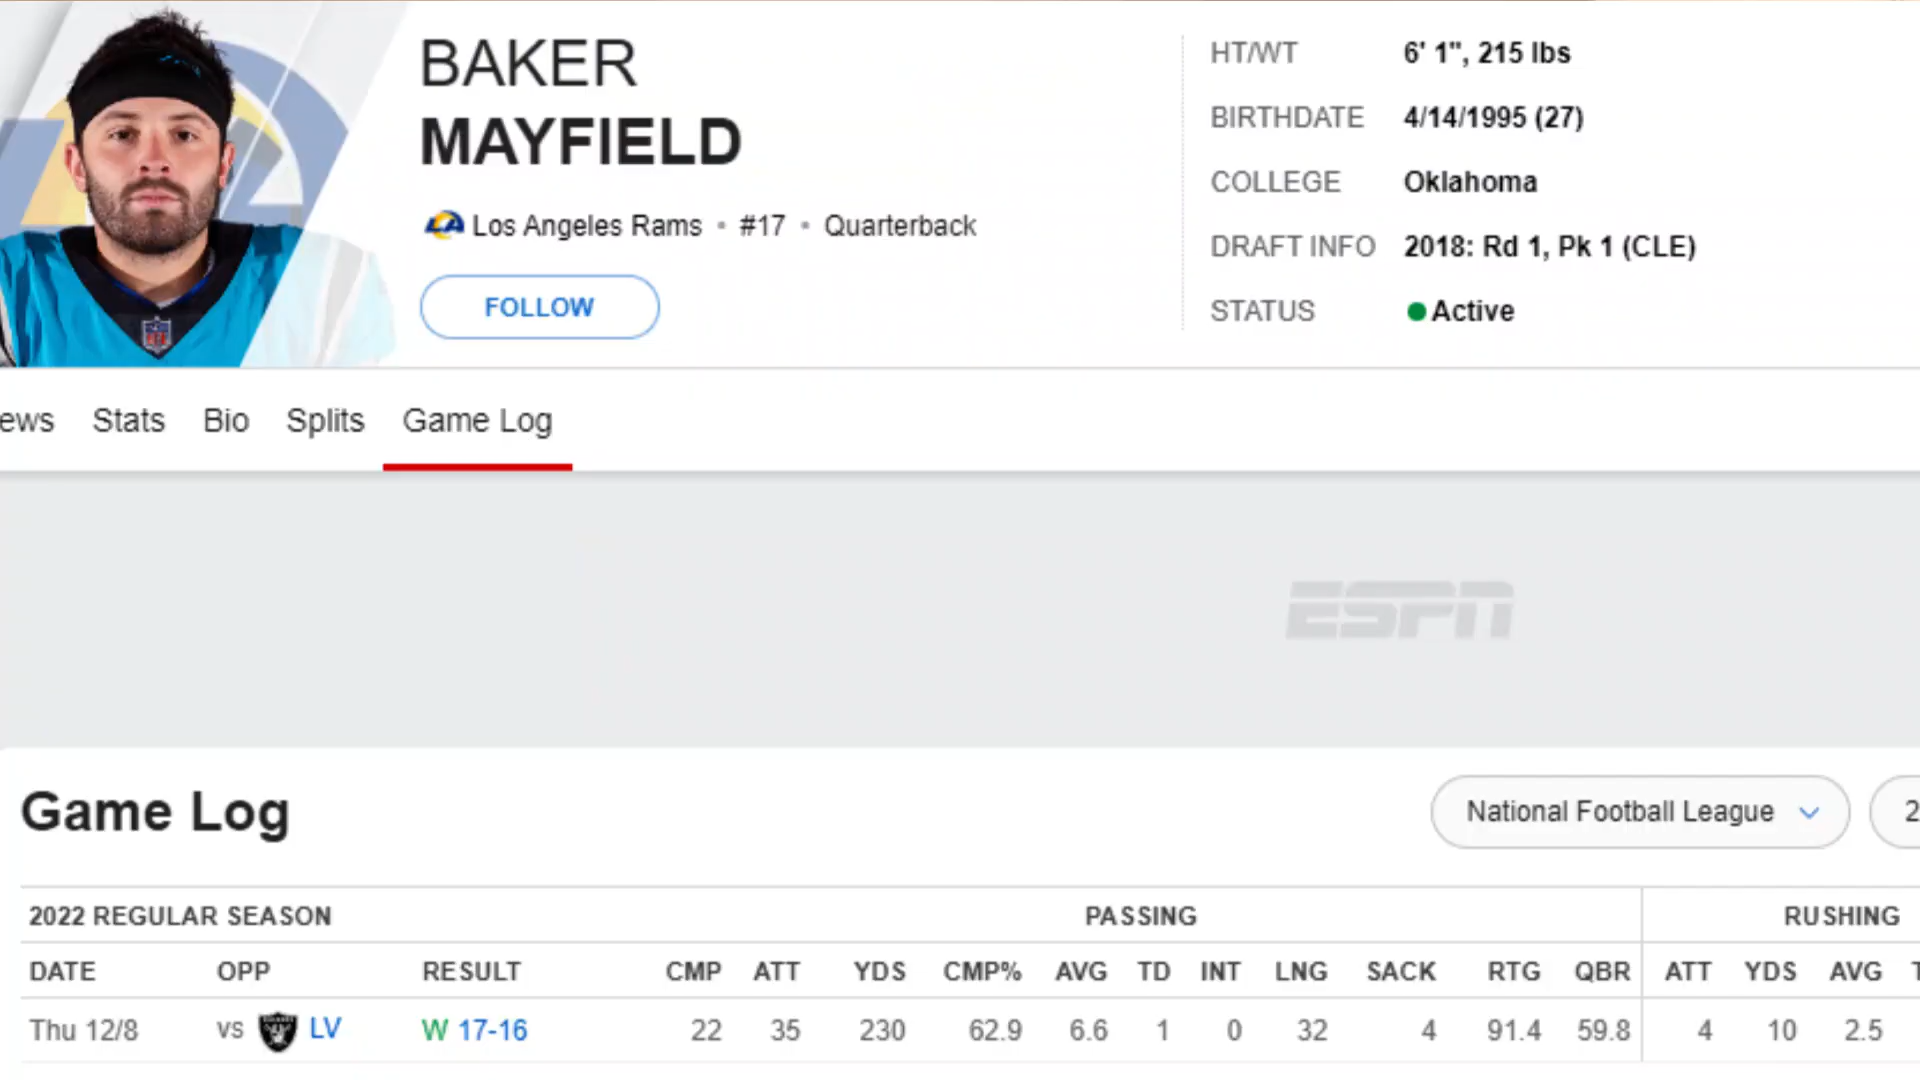 BAKER
MAYFIELD
Los Angeles Rams • #17 • Quarterback
FOLLOW
HT/WT 6' 1", 215 lbs
BIRTHDATE 4/14/1995 (27)
COLLEGE Oklahoma
DRAFT INFO 2018: Rd 1, Pk 1 (CLE)
STATUS Active
ews Stats Bio Splits Game Log
ESPN
Game Log
National Football League 2
2022 REGULAR SEASON PASSING RUSHING
DATE OPP RESULT CMP ATT YDS CMP% AVG TD INT LNG SACK RTG QBR ATT YDS AVG T
Thu 12/8 vs LV W 17-16 22 35 230 62.9 6.6 1 0 32 4 91.4 59.8 4 10 2.5